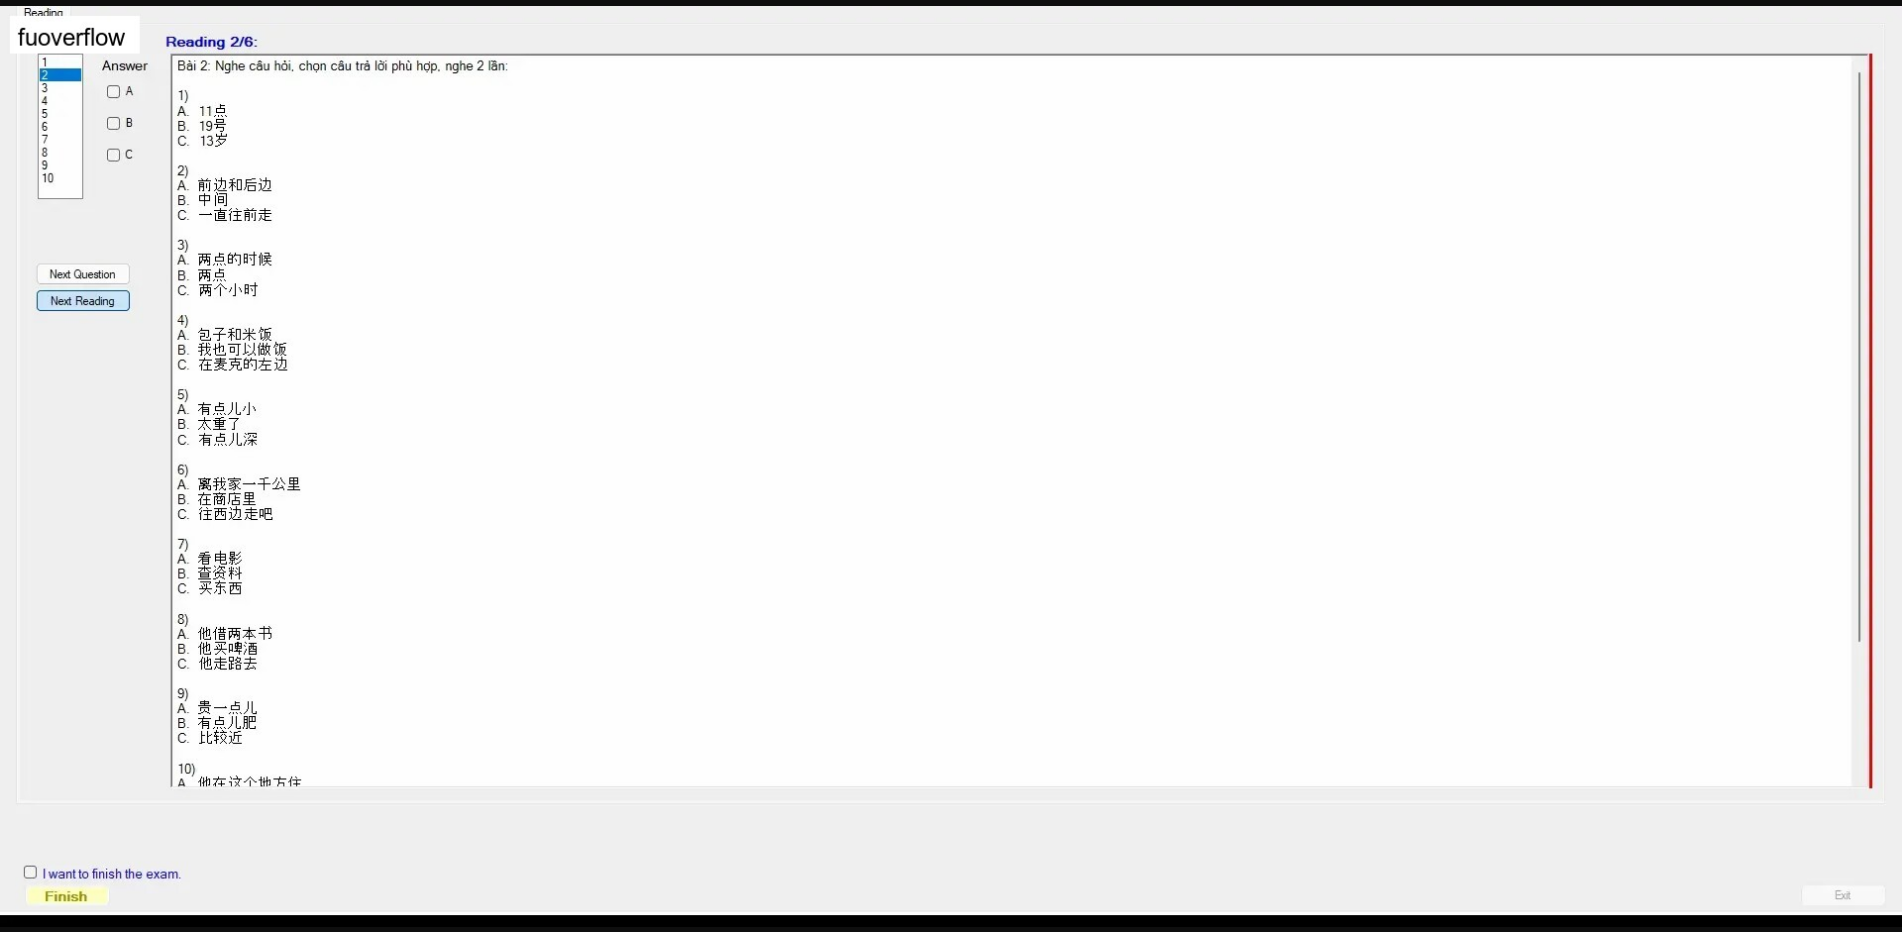 Reading
fuoverflow
Reading 2/6:
1
2
3
4
5
6
7
8
9
10
Answer
A
B
C
Next Question
Next Reading
Bài 2: Nghe câu hỏi, chọn câu trả lời phù hợp, nghe 2 lần:
1)
A. 11点
B. 19号
C. 13岁
2)
A. 前边和后边
B. 中间
C. 一直往前走
3)
A. 两点的时候
B. 两点
C. 两个小时
4)
A. 包子和米饭
B. 我也可以做饭
C. 在麦克的左边
5)
A. 有点儿小
B. 太重了
C. 有点儿深
6)
A. 离我家一千公里
B. 在商店里
C. 往西边走吧
7)
A. 看电影
B. 查资料
C. 买东西
8)
A. 他借两本书
B. 他买啤酒
C. 他走路去
9)
A. 贵一点儿
B. 有点儿肥
C. 比较近
10)
A. 他在这个地方住
I want to finish the exam.
Finish
Exit